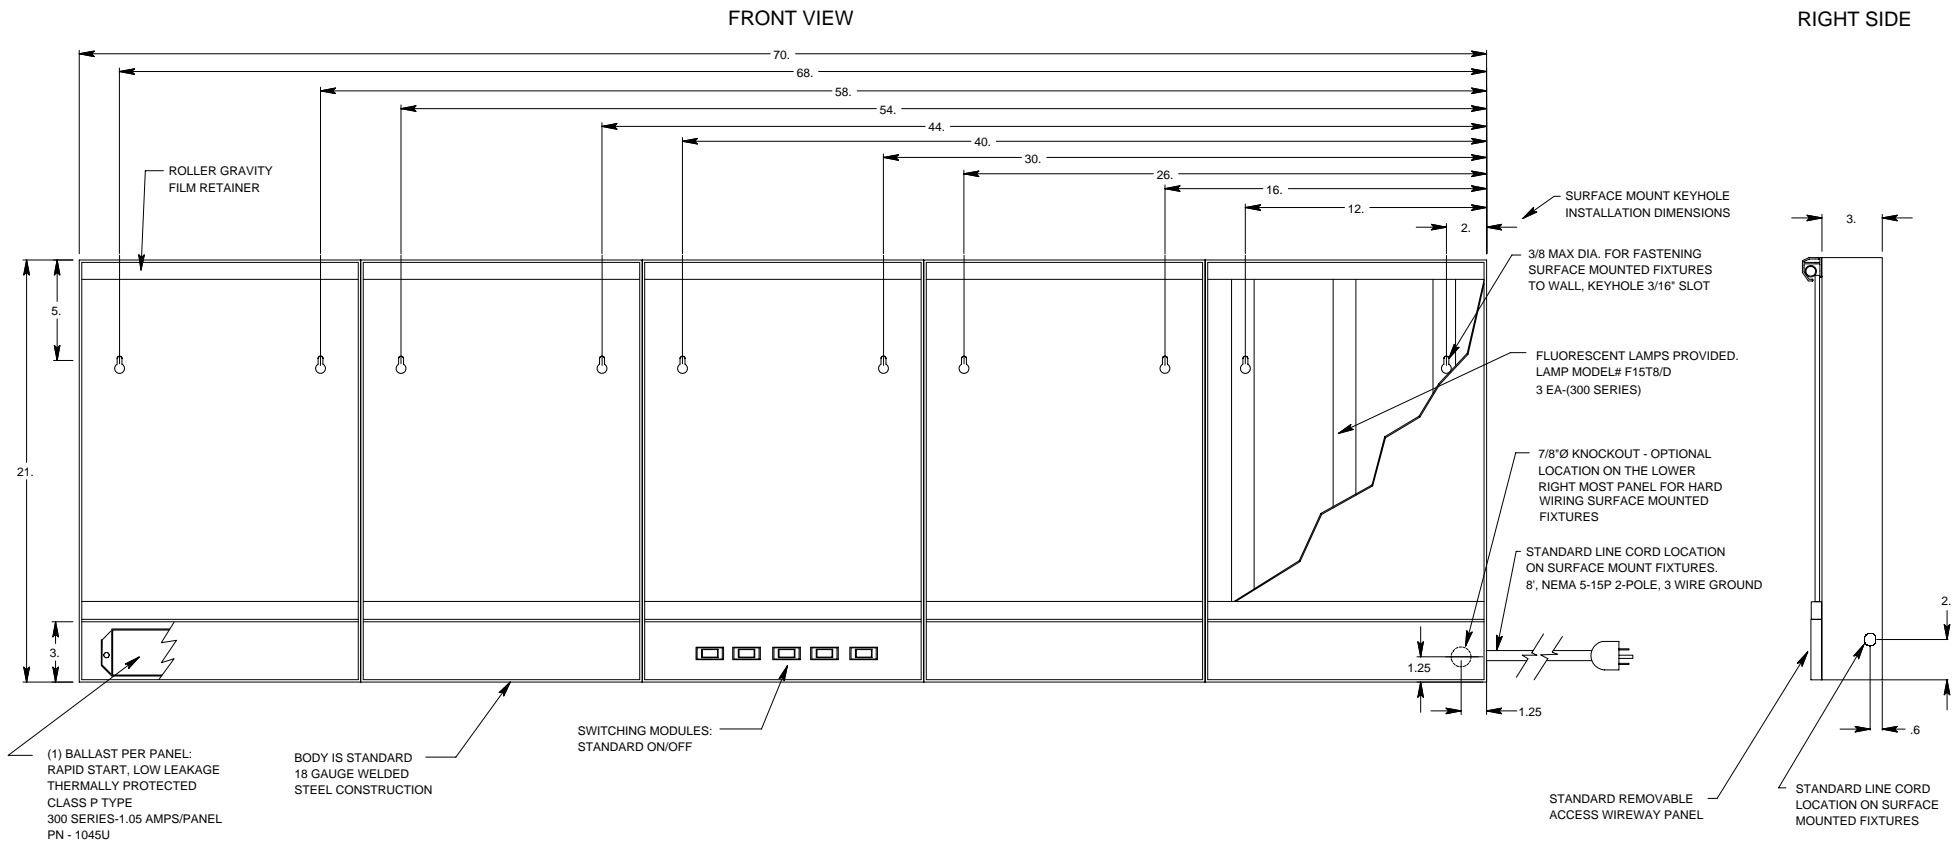 FRONT VIEW
RIGHT SIDE
70.
68.
58.
54.
44.
40.
30.
26.
16.
12.
2.
ROLLER GRAVITY
FILM RETAINER
SURFACE MOUNT KEYHOLE
INSTALLATION DIMENSIONS
3.
3/8 MAX DIA. FOR FASTENING
SURFACE MOUNTED FIXTURES
TO WALL, KEYHOLE 3/16" SLOT
5.
FLUORESCENT LAMPS PROVIDED.
LAMP MODEL# F15T8/D
3 EA-(300 SERIES)
21.
7/8"Ø KNOCKOUT - OPTIONAL
LOCATION ON THE LOWER
RIGHT MOST PANEL FOR HARD
WIRING SURFACE MOUNTED
FIXTURES
STANDARD LINE CORD LOCATION
ON SURFACE MOUNT FIXTURES.
8', NEMA 5-15P 2-POLE, 3 WIRE GROUND
2.
3.
1.25
1.25
.6
SWITCHING MODULES:
STANDARD ON/OFF
BODY IS STANDARD
18 GAUGE WELDED
STEEL CONSTRUCTION
(1) BALLAST PER PANEL:
RAPID START, LOW LEAKAGE
THERMALLY PROTECTED
CLASS P TYPE
300 SERIES-1.05 AMPS/PANEL
PN - 1045U
STANDARD REMOVABLE
ACCESS WIREWAY PANEL
STANDARD LINE CORD
LOCATION ON SURFACE
MOUNTED FIXTURES